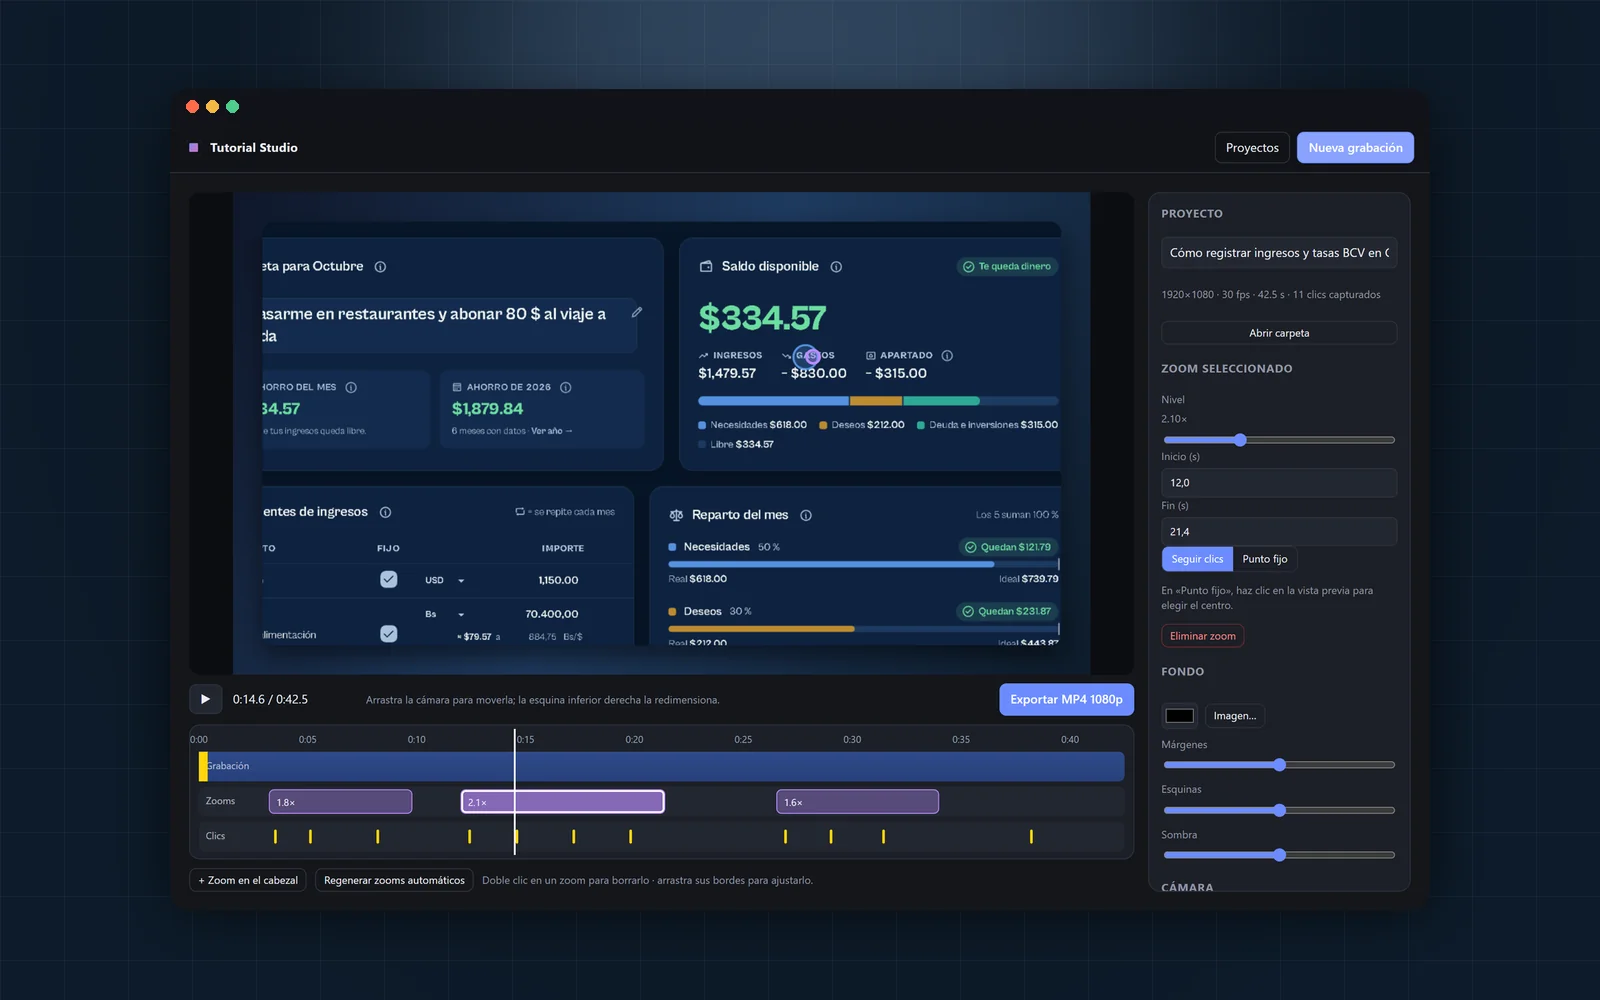 Tutorial Studio
Proyectos
Nueva grabación
eta para Octubre
asarme en restaurantes y abonar 80 $ al viaje a
da
HORRO DEL MES
34.57
e tus ingresos queda libre.
AHORRO DE 2026
$1,879.84
6 meses con datos · Ver año →
Saldo disponible
Te queda dinero
$334.57
INGRESOS
$1,479.57
GASTOS
- $830.00
APARTADO
- $315.00
Necesidades $618.00
Deseos $212.00
Deuda e inversiones $315.00
Libre $334.57
entes de ingresos
= se repite cada mes
TO
FIJO
IMPORTE
USD
1,150.00
Bs
70.400,00
limentación
≈ $79.57 a
884,75 Bs/$
Reparto del mes
Los 5 suman 100 %
Necesidades 50 %
Quedan $121.79
Real $618.00
Ideal $739.79
Deseos 30 %
Quedan $231.87
Real $212.00
Ideal $443.87
0:14.6 / 0:42.5
Arrastra la cámara para moverla; la esquina inferior derecha la redimensiona.
Exportar MP4 1080p
0:00
0:05
0:10
0:15
0:20
0:25
0:30
0:35
0:40
Grabación
Zooms
1.8×
2.1×
1.6×
Clics
+ Zoom en el cabezal
Regenerar zooms automáticos
Doble clic en un zoom para borrarlo · arrastra sus bordes para ajustarlo.
PROYECTO
Cómo registrar ingresos y tasas BCV en C
1920×1080 · 30 fps · 42.5 s · 11 clics capturados
Abrir carpeta
ZOOM SELECCIONADO
Nivel
2.10×
Inicio (s)
12,0
Fin (s)
21,4
Seguir clics
Punto fijo
En «Punto fijo», haz clic en la vista previa para
elegir el centro.
Eliminar zoom
FONDO
Imagen...
Márgenes
Esquinas
Sombra
CÁMARA